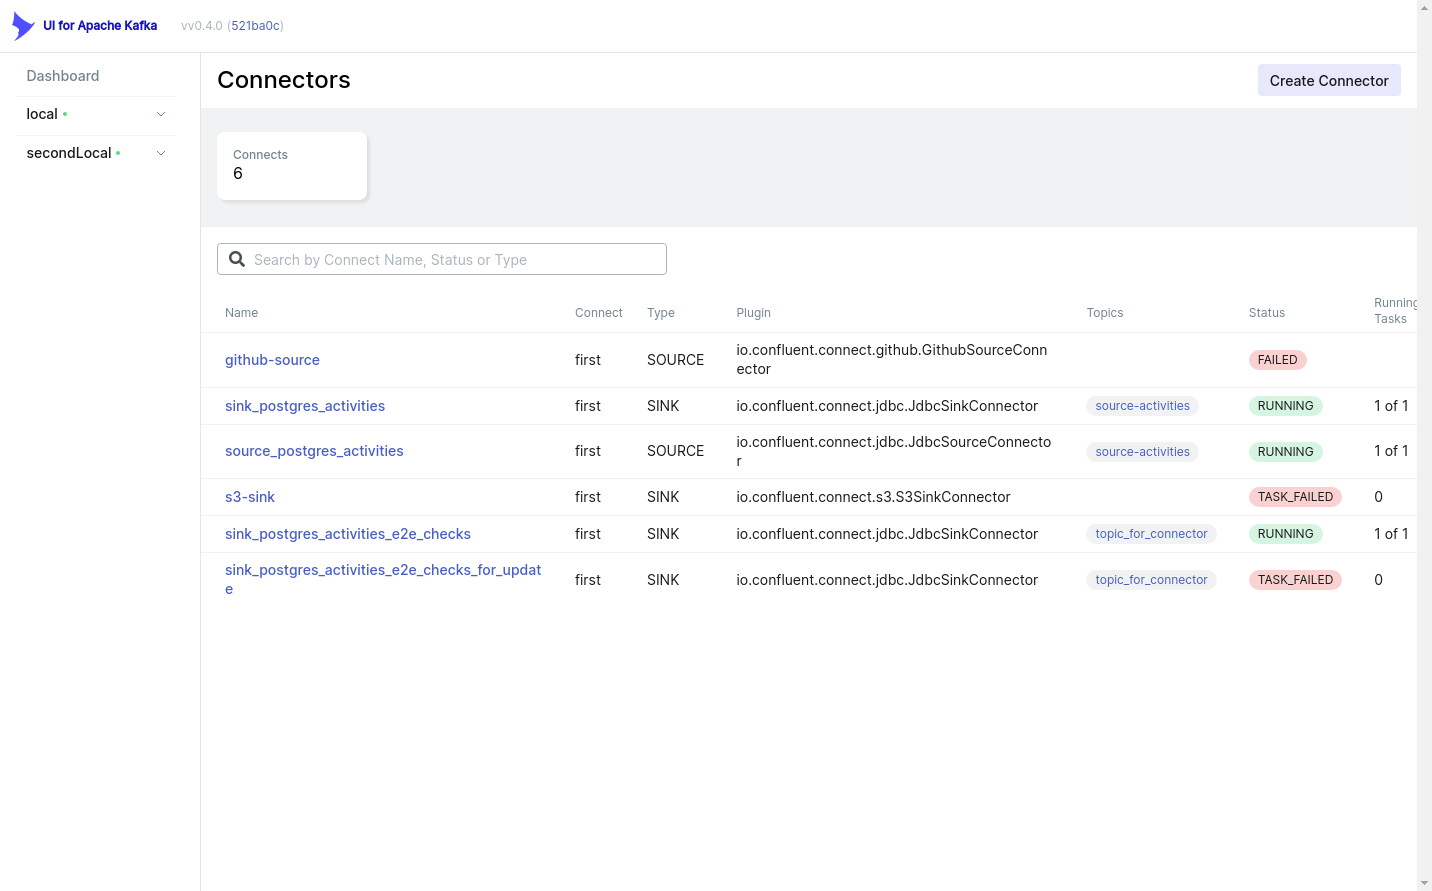 UI for Apache Kafka
vv0.4.0 (521ba0c)
Dashboard
local
secondLocal
Connectors
Create Connector
Connects
6
Search by Connect Name, Status or Type
Name Connect Type Plugin Topics Status Running
Tasks
github-source first SOURCE io.confluent.connect.github.GithubSourceConn
ector FAILED
sink_postgres_activities first SINK io.confluent.connect.jdbc.JdbcSinkConnector source-activities RUNNING 1 of 1
source_postgres_activities first SOURCE io.confluent.connect.jdbc.JdbcSourceConnecto
r source-activities RUNNING 1 of 1
s3-sink first SINK io.confluent.connect.s3.S3SinkConnector TASK_FAILED 0
sink_postgres_activities_e2e_checks first SINK io.confluent.connect.jdbc.JdbcSinkConnector topic_for_connector RUNNING 1 of 1
sink_postgres_activities_e2e_checks_for_updat
e first SINK io.confluent.connect.jdbc.JdbcSinkConnector topic_for_connector TASK_FAILED 0